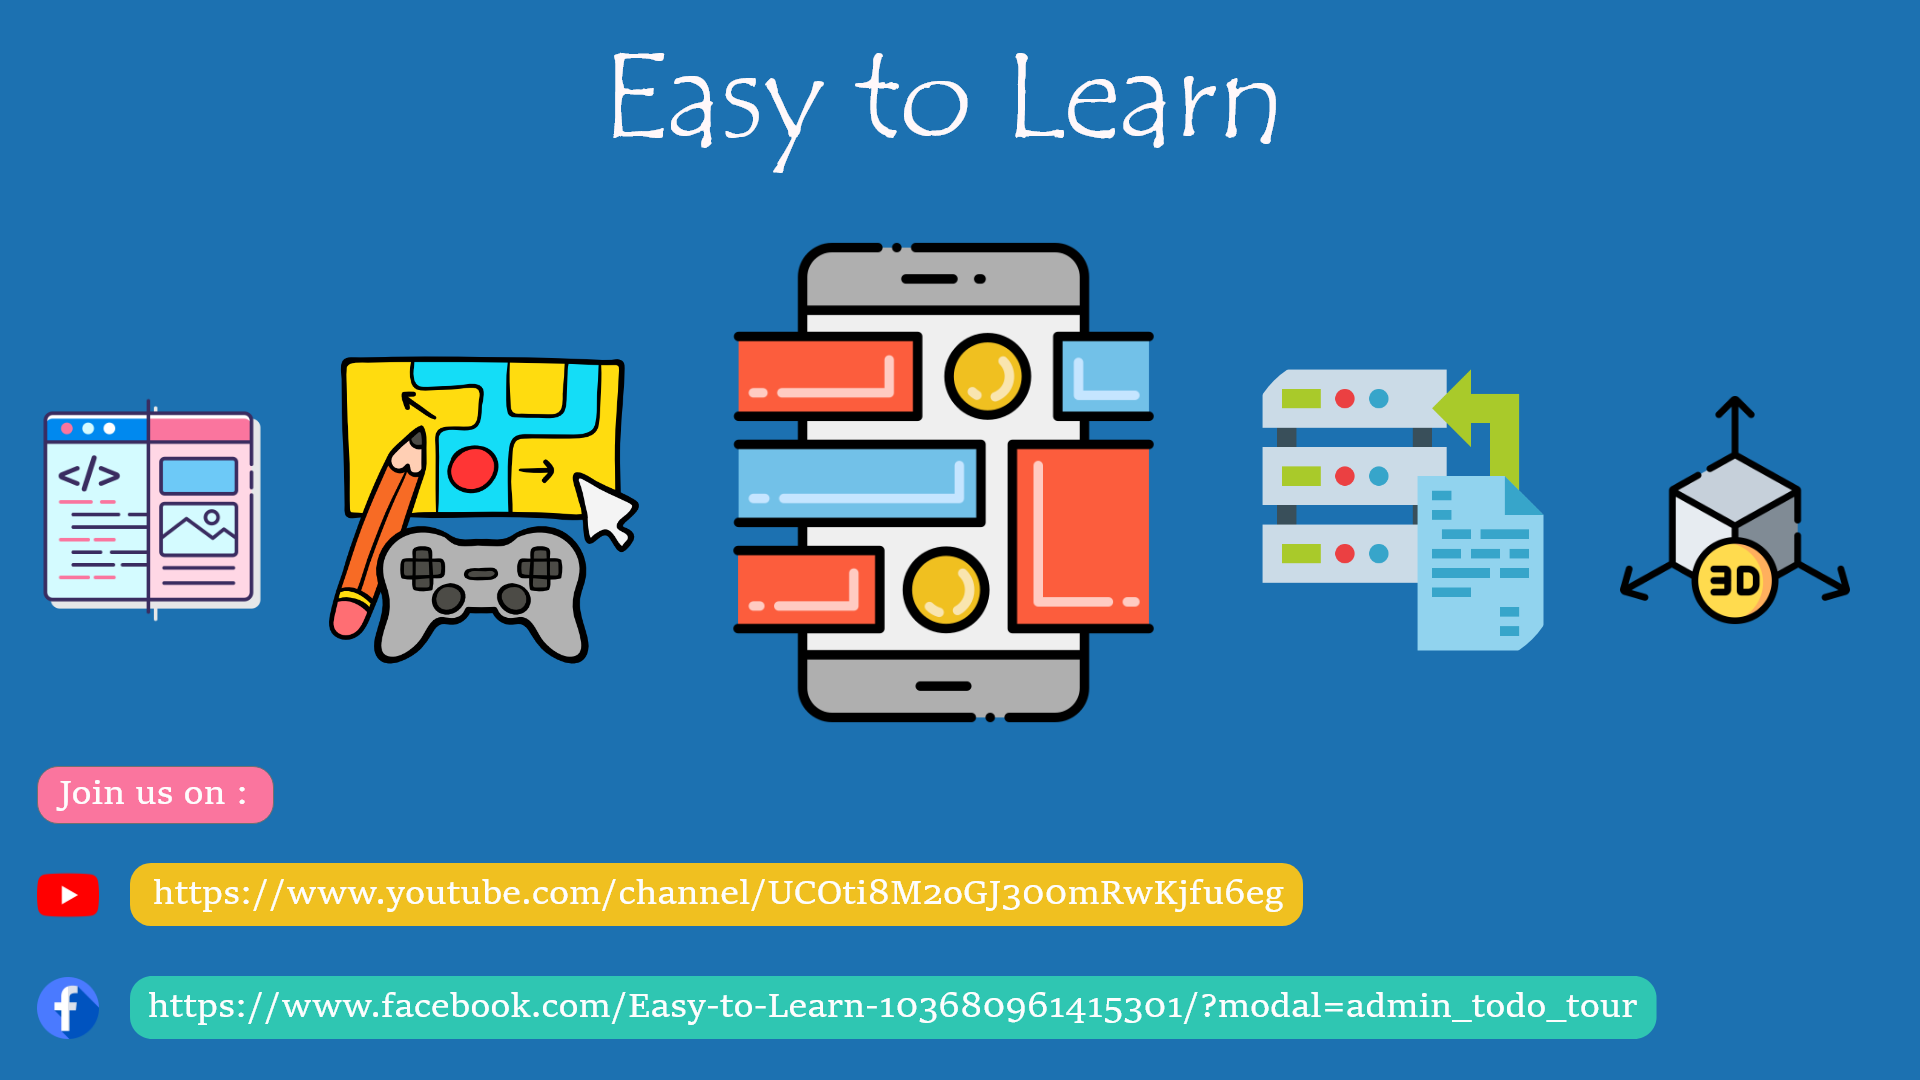 Easy to Learn
</>
3D
Join us on :
https://www.youtube.com/channel/UCOti8M2oGJ300mRwKjfu6eg
https://www.facebook.com/Easy-to-Learn-103680961415301/?modal=admin_todo_tour